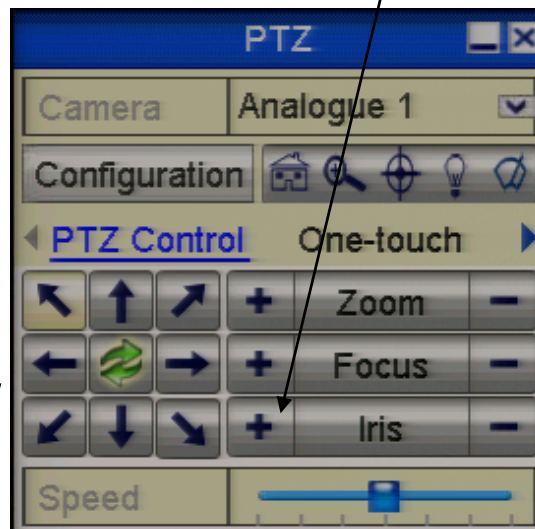 PTZ
Camera Analogue 1
Configuration
PTZ Control One-touch
+ Zoom -
+ Focus -
+ Iris -
Speed